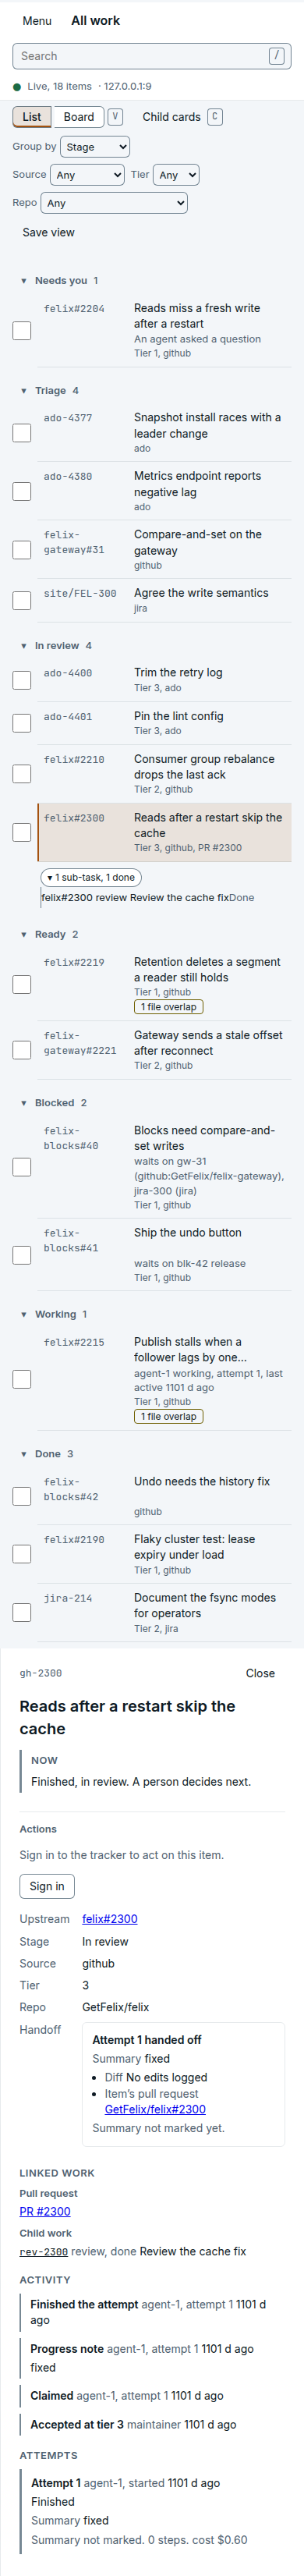 Menu All work
Search /
Live, 18 items · 127.0.0.1:9
List Board V Child cards C
Group by Stage
Source Any Tier Any
Repo Any
Save view
▾ Needs you 1
felix#2204 Reads miss a fresh write
after a restart
An agent asked a question
Tier 1, github
▾ Triage 4
ado-4377 Snapshot install races with a
leader change
ado
ado-4380 Metrics endpoint reports
negative lag
ado
felix- Compare-and-set on the
gateway#31 gateway
github
site/FEL-300 Agree the write semantics
jira
▾ In review 4
ado-4400 Trim the retry log
Tier 3, ado
ado-4401 Pin the lint config
Tier 3, ado
felix#2210 Consumer group rebalance
drops the last ack
Tier 2, github
felix#2300 Reads after a restart skip the
cache
Tier 3, github, PR #2300
▾ 1 sub-task, 1 done
felix#2300 review Review the cache fixDone
▾ Ready 2
felix#2219 Retention deletes a segment
a reader still holds
Tier 1, github
1 file overlap
felix- Gateway sends a stale offset
gateway#2221 after reconnect
Tier 2, github
▾ Blocked 2
felix- Blocks need compare-and-
blocks#40 set writes
waits on gw-31
(github:GetFelix/felix-gateway),
jira-300 (jira)
Tier 1, github
felix- Ship the undo button
blocks#41
waits on blk-42 release
Tier 1, github
▾ Working 1
felix#2215 Publish stalls when a
follower lags by one...
agent-1 working, attempt 1, last
active 1101 d ago
Tier 1, github
1 file overlap
▾ Done 3
felix- Undo needs the history fix
blocks#42
github
felix#2190 Flaky cluster test: lease
expiry under load
Tier 1, github
jira-214 Document the fsync modes
for operators
Tier 2, jira
gh-2300 Close
Reads after a restart skip the
cache
NOW
Finished, in review. A person decides next.
Actions
Sign in to the tracker to act on this item.
Sign in
Upstream felix#2300
Stage In review
Source github
Tier 3
Repo GetFelix/felix
Handoff Attempt 1 handed off
Summary fixed
• Diff No edits logged
• Item's pull request
GetFelix/felix#2300
Summary not marked yet.
LINKED WORK
Pull request
PR #2300
Child work
rev-2300 review, done Review the cache fix
ACTIVITY
Finished the attempt agent-1, attempt 1 1101 d
ago
Progress note agent-1, attempt 1 1101 d ago
fixed
Claimed agent-1, attempt 1 1101 d ago
Accepted at tier 3 maintainer 1101 d ago
ATTEMPTS
Attempt 1 agent-1, started 1101 d ago
Finished
Summary fixed
Summary not marked. 0 steps. cost $0.60